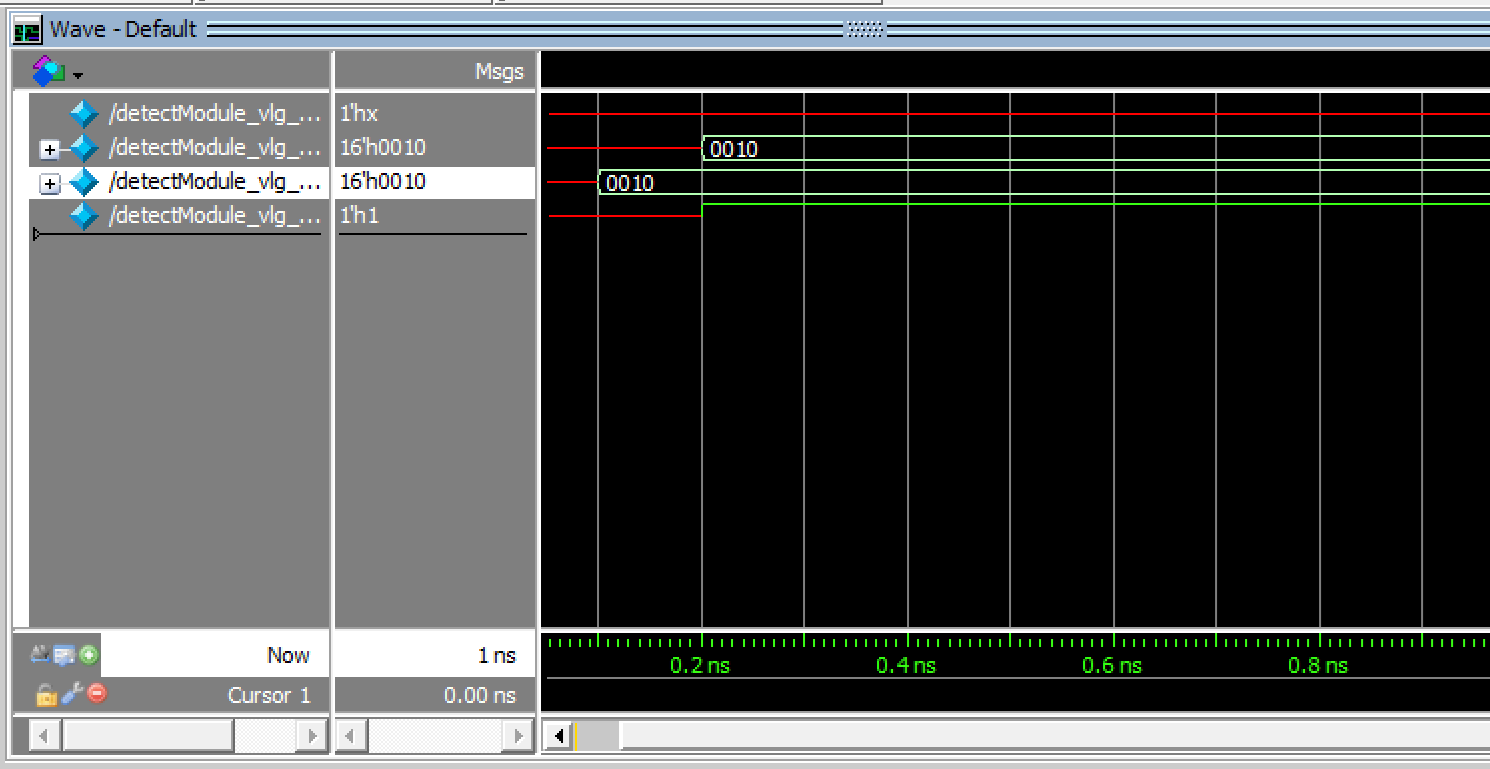 Wave - Default
Msgs
/detectModule_vlg_... 1'hx
/detectModule_vlg_... 16'h0010 0010
/detectModule_vlg_... 16'h0010 0010
/detectModule_vlg_... 1'h1
Now 1 ns 0.2 ns 0.4 ns 0.6 ns 0.8 ns
Cursor 1 0.00 ns